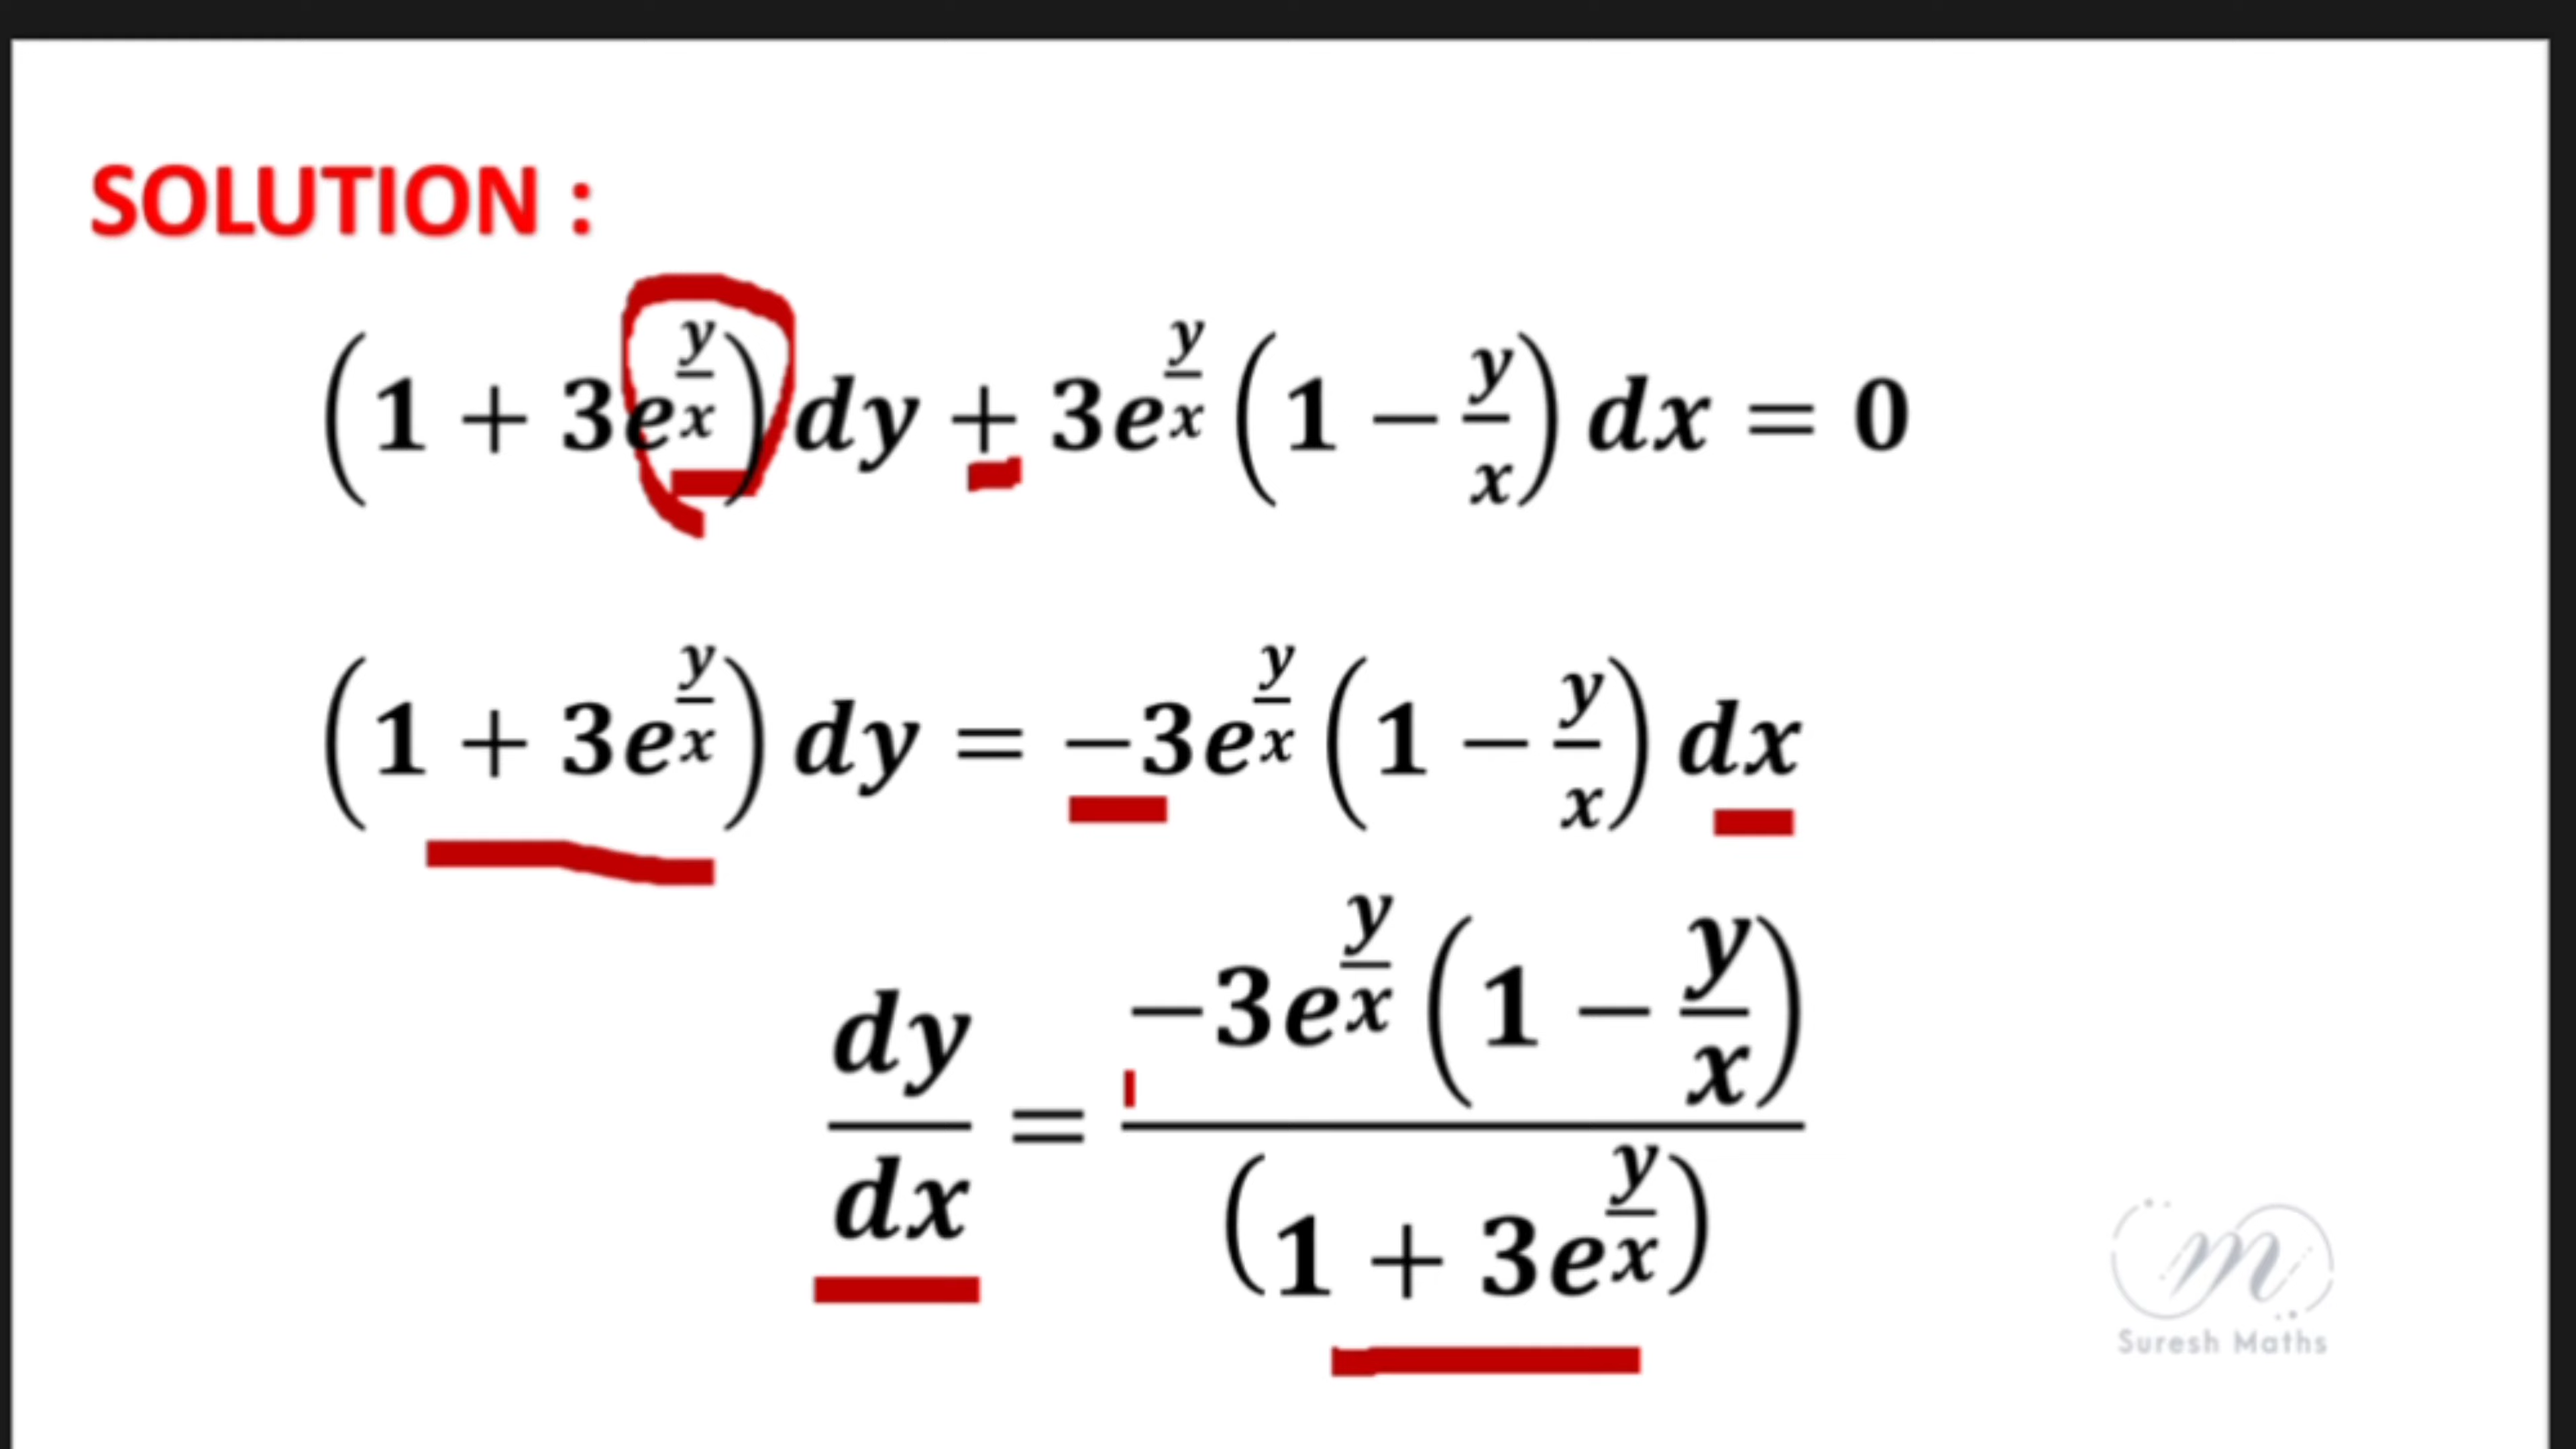 SOLUTION :
(1 + 3e^(y/x)) dy + 3e^(y/x) (1 − y/x) dx = 0
(1 + 3e^(y/x)) dy = −3e^(y/x) (1 − y/x) dx
dy/dx = −3e^(y/x) (1 − y/x) / (1 + 3e^(y/x))
m
Suresh Maths